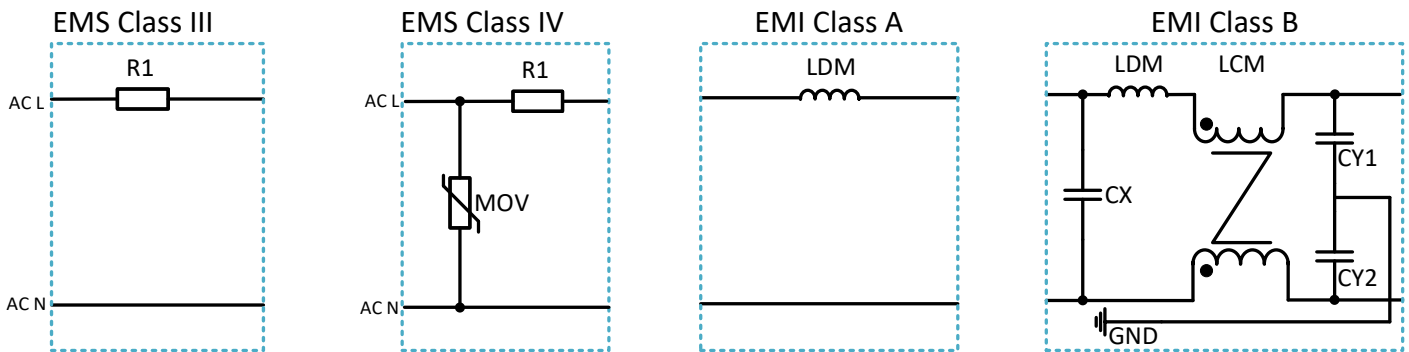 EMS Class III
R1
AC L
AC N
EMS Class IV
R1
AC L
MOV
AC N
EMI Class A
LDM
EMI Class B
LDM
LCM
CX
CY1
CY2
GND